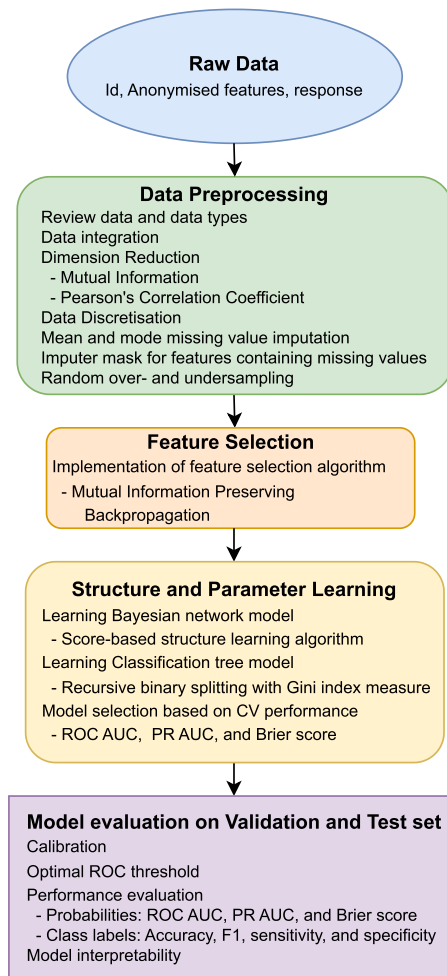 Raw Data
Id, Anonymised features, response
Data Preprocessing
Review data and data types
Data integration
Dimension Reduction
- Mutual Information
- Pearson's Correlation Coefficient
Data Discretisation
Mean and mode missing value imputation
Imputer mask for features containing missing values
Random over- and undersampling
Feature Selection
Implementation of feature selection algorithm
- Mutual Information Preserving
Backpropagation
Structure and Parameter Learning
Learning Bayesian network model
- Score-based structure learning algorithm
Learning Classification tree model
- Recursive binary splitting with Gini index measure
Model selection based on CV performance
- ROC AUC, PR AUC, and Brier score
Model evaluation on Validation and Test set
Calibration
Optimal ROC threshold
Performance evaluation
- Probabilities: ROC AUC, PR AUC, and Brier score
- Class labels: Accuracy, F1, sensitivity, and specificity
Model interpretability